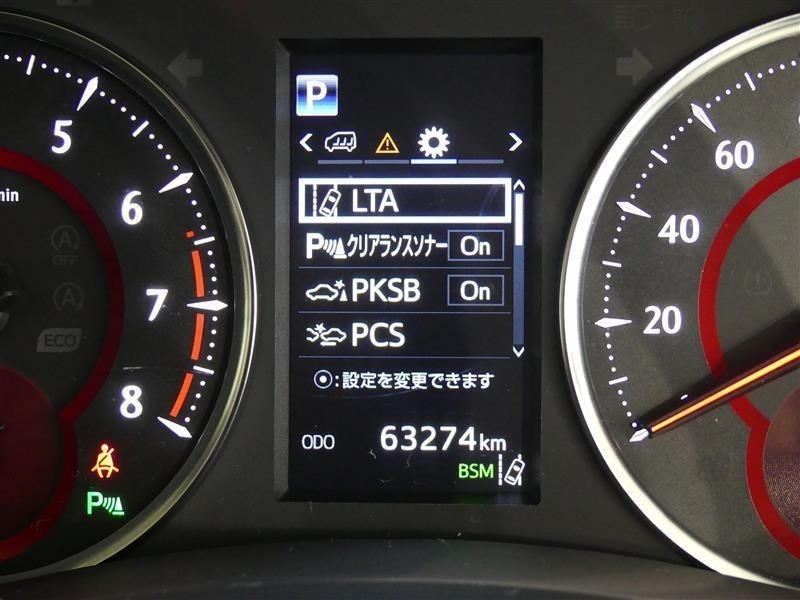 P
5
6
7
8
min
OFF
A
ECO
P
LTA
クリアランスソナー On
PKSB On
PCS
:設定を変更できます
ODO 63274km
BSM
60
40
20